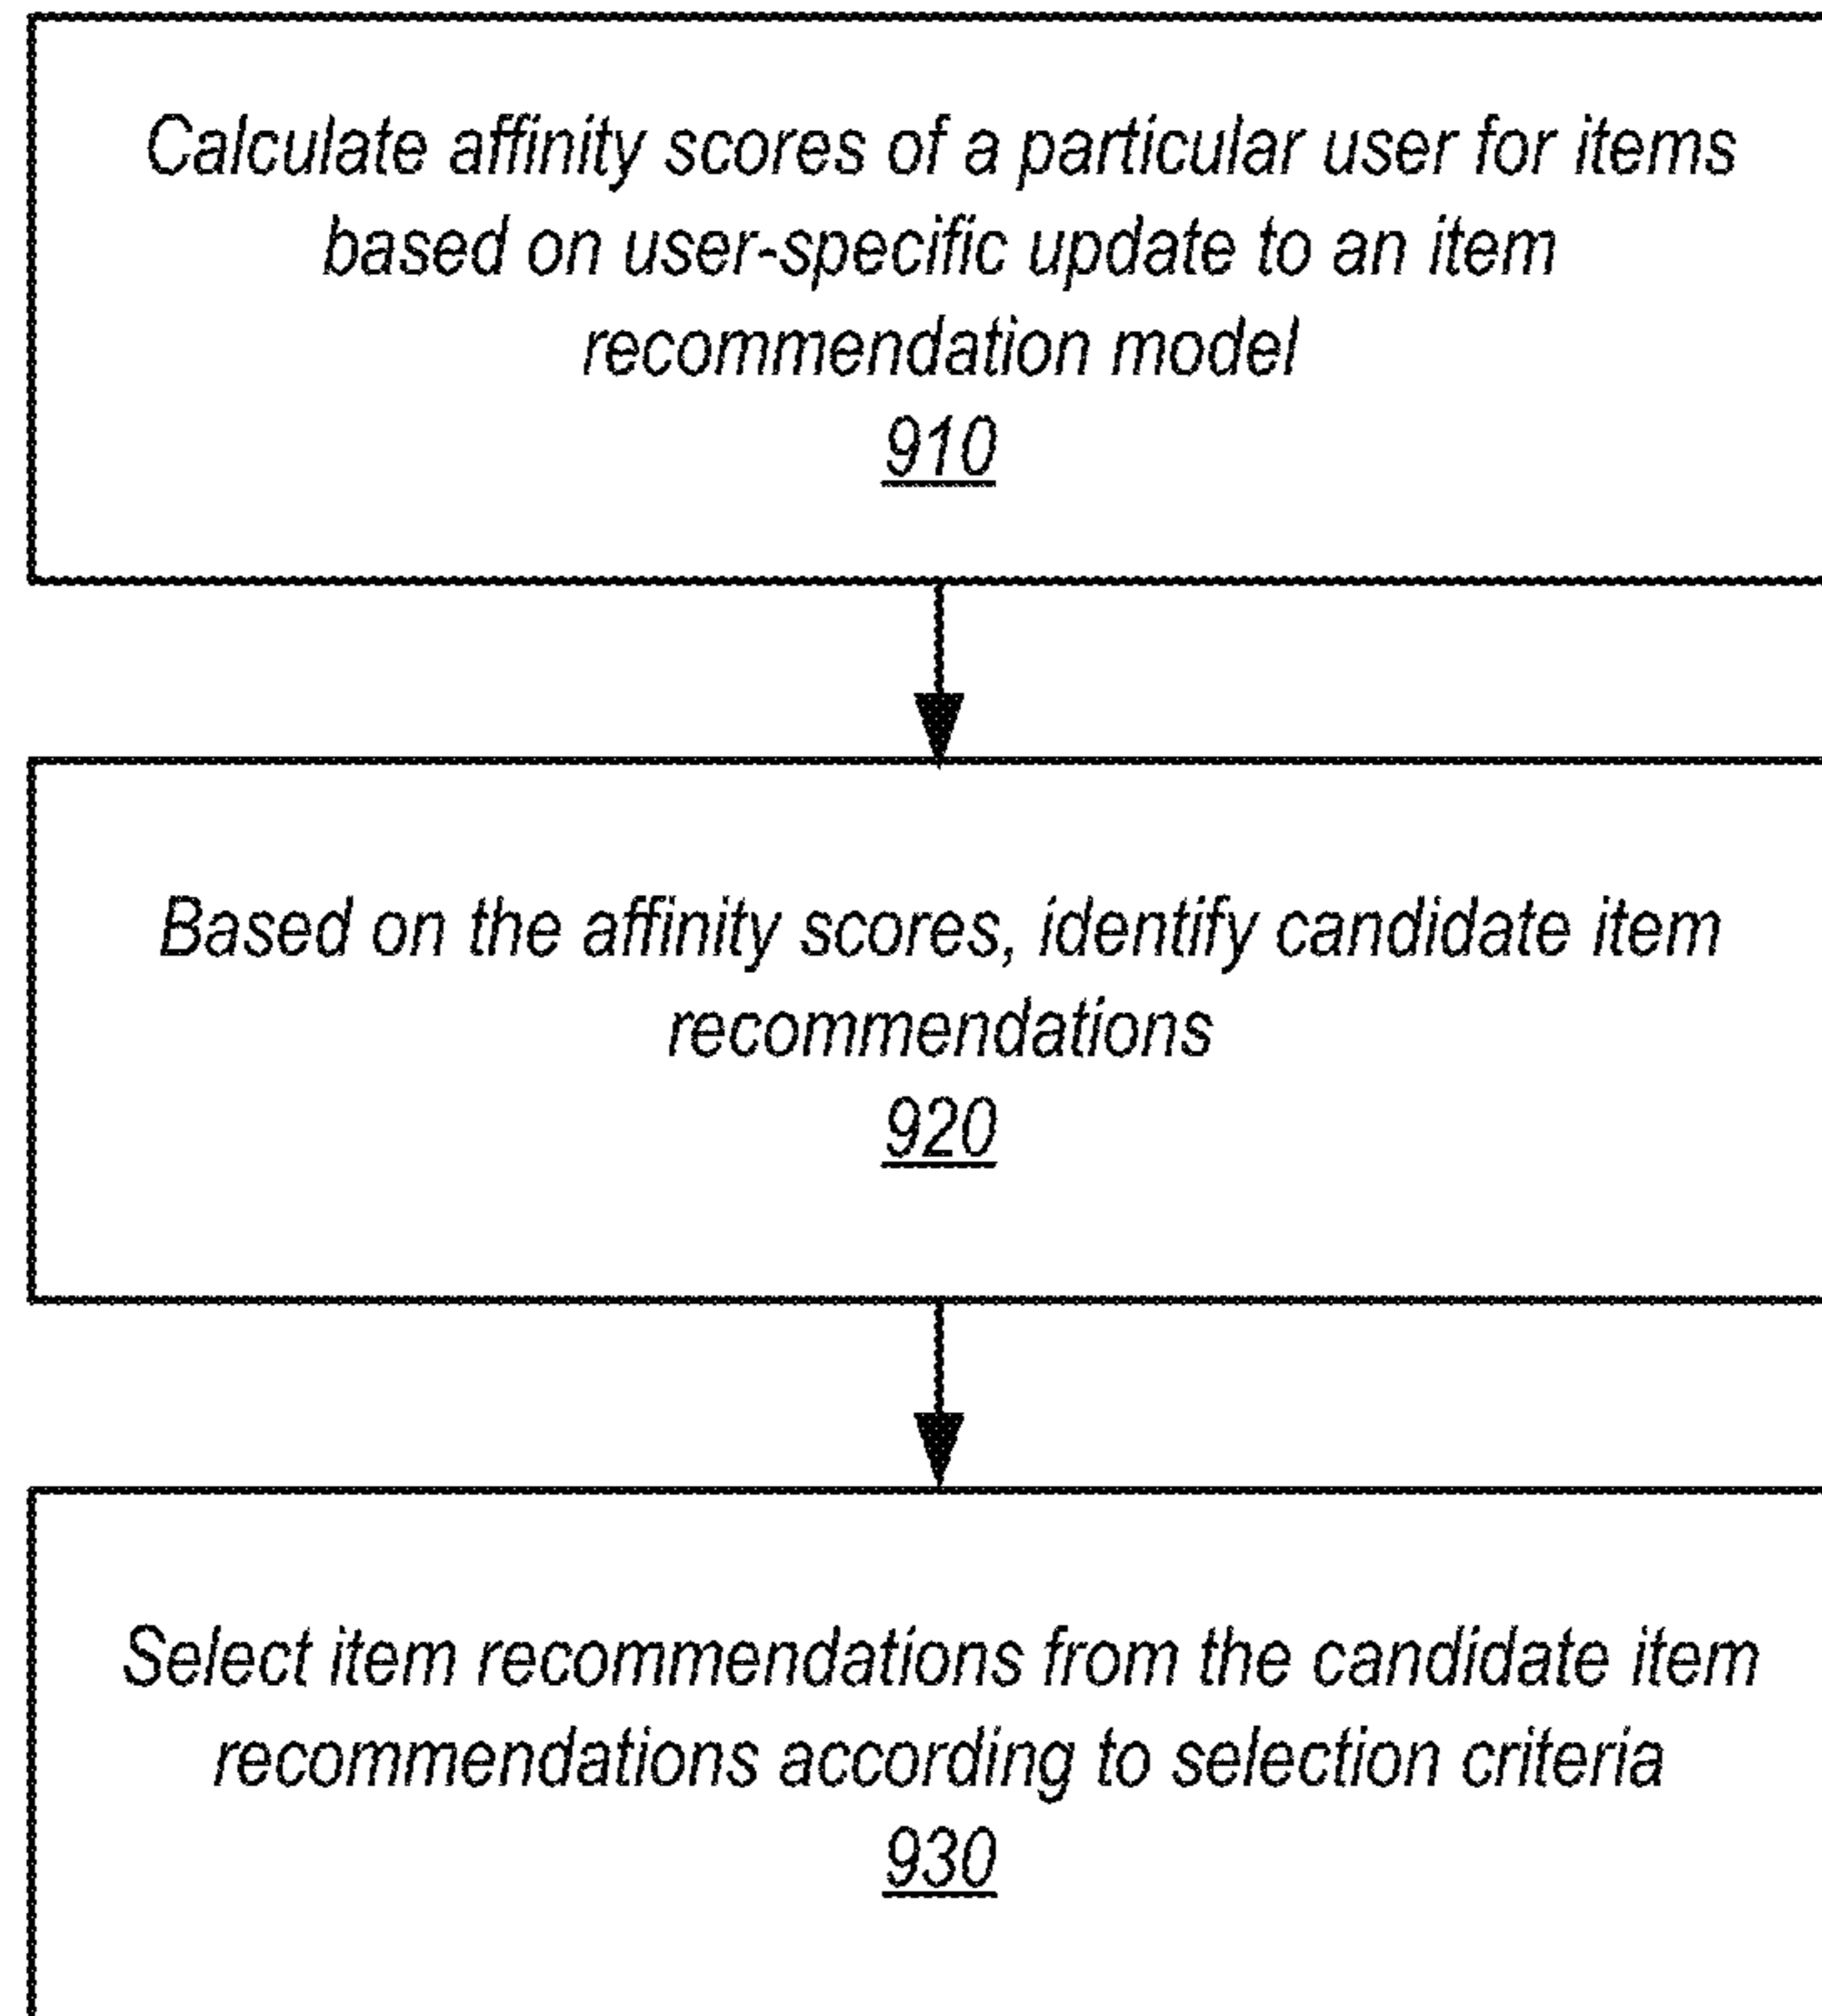 Calculate affinity scores of a particular user for items
based on user-specific update to an item
recommendation model
910
Based on the affinity scores, identify candidate item
recommendations
920
Select item recommendations from the candidate item
recommendations according to selection criteria
930